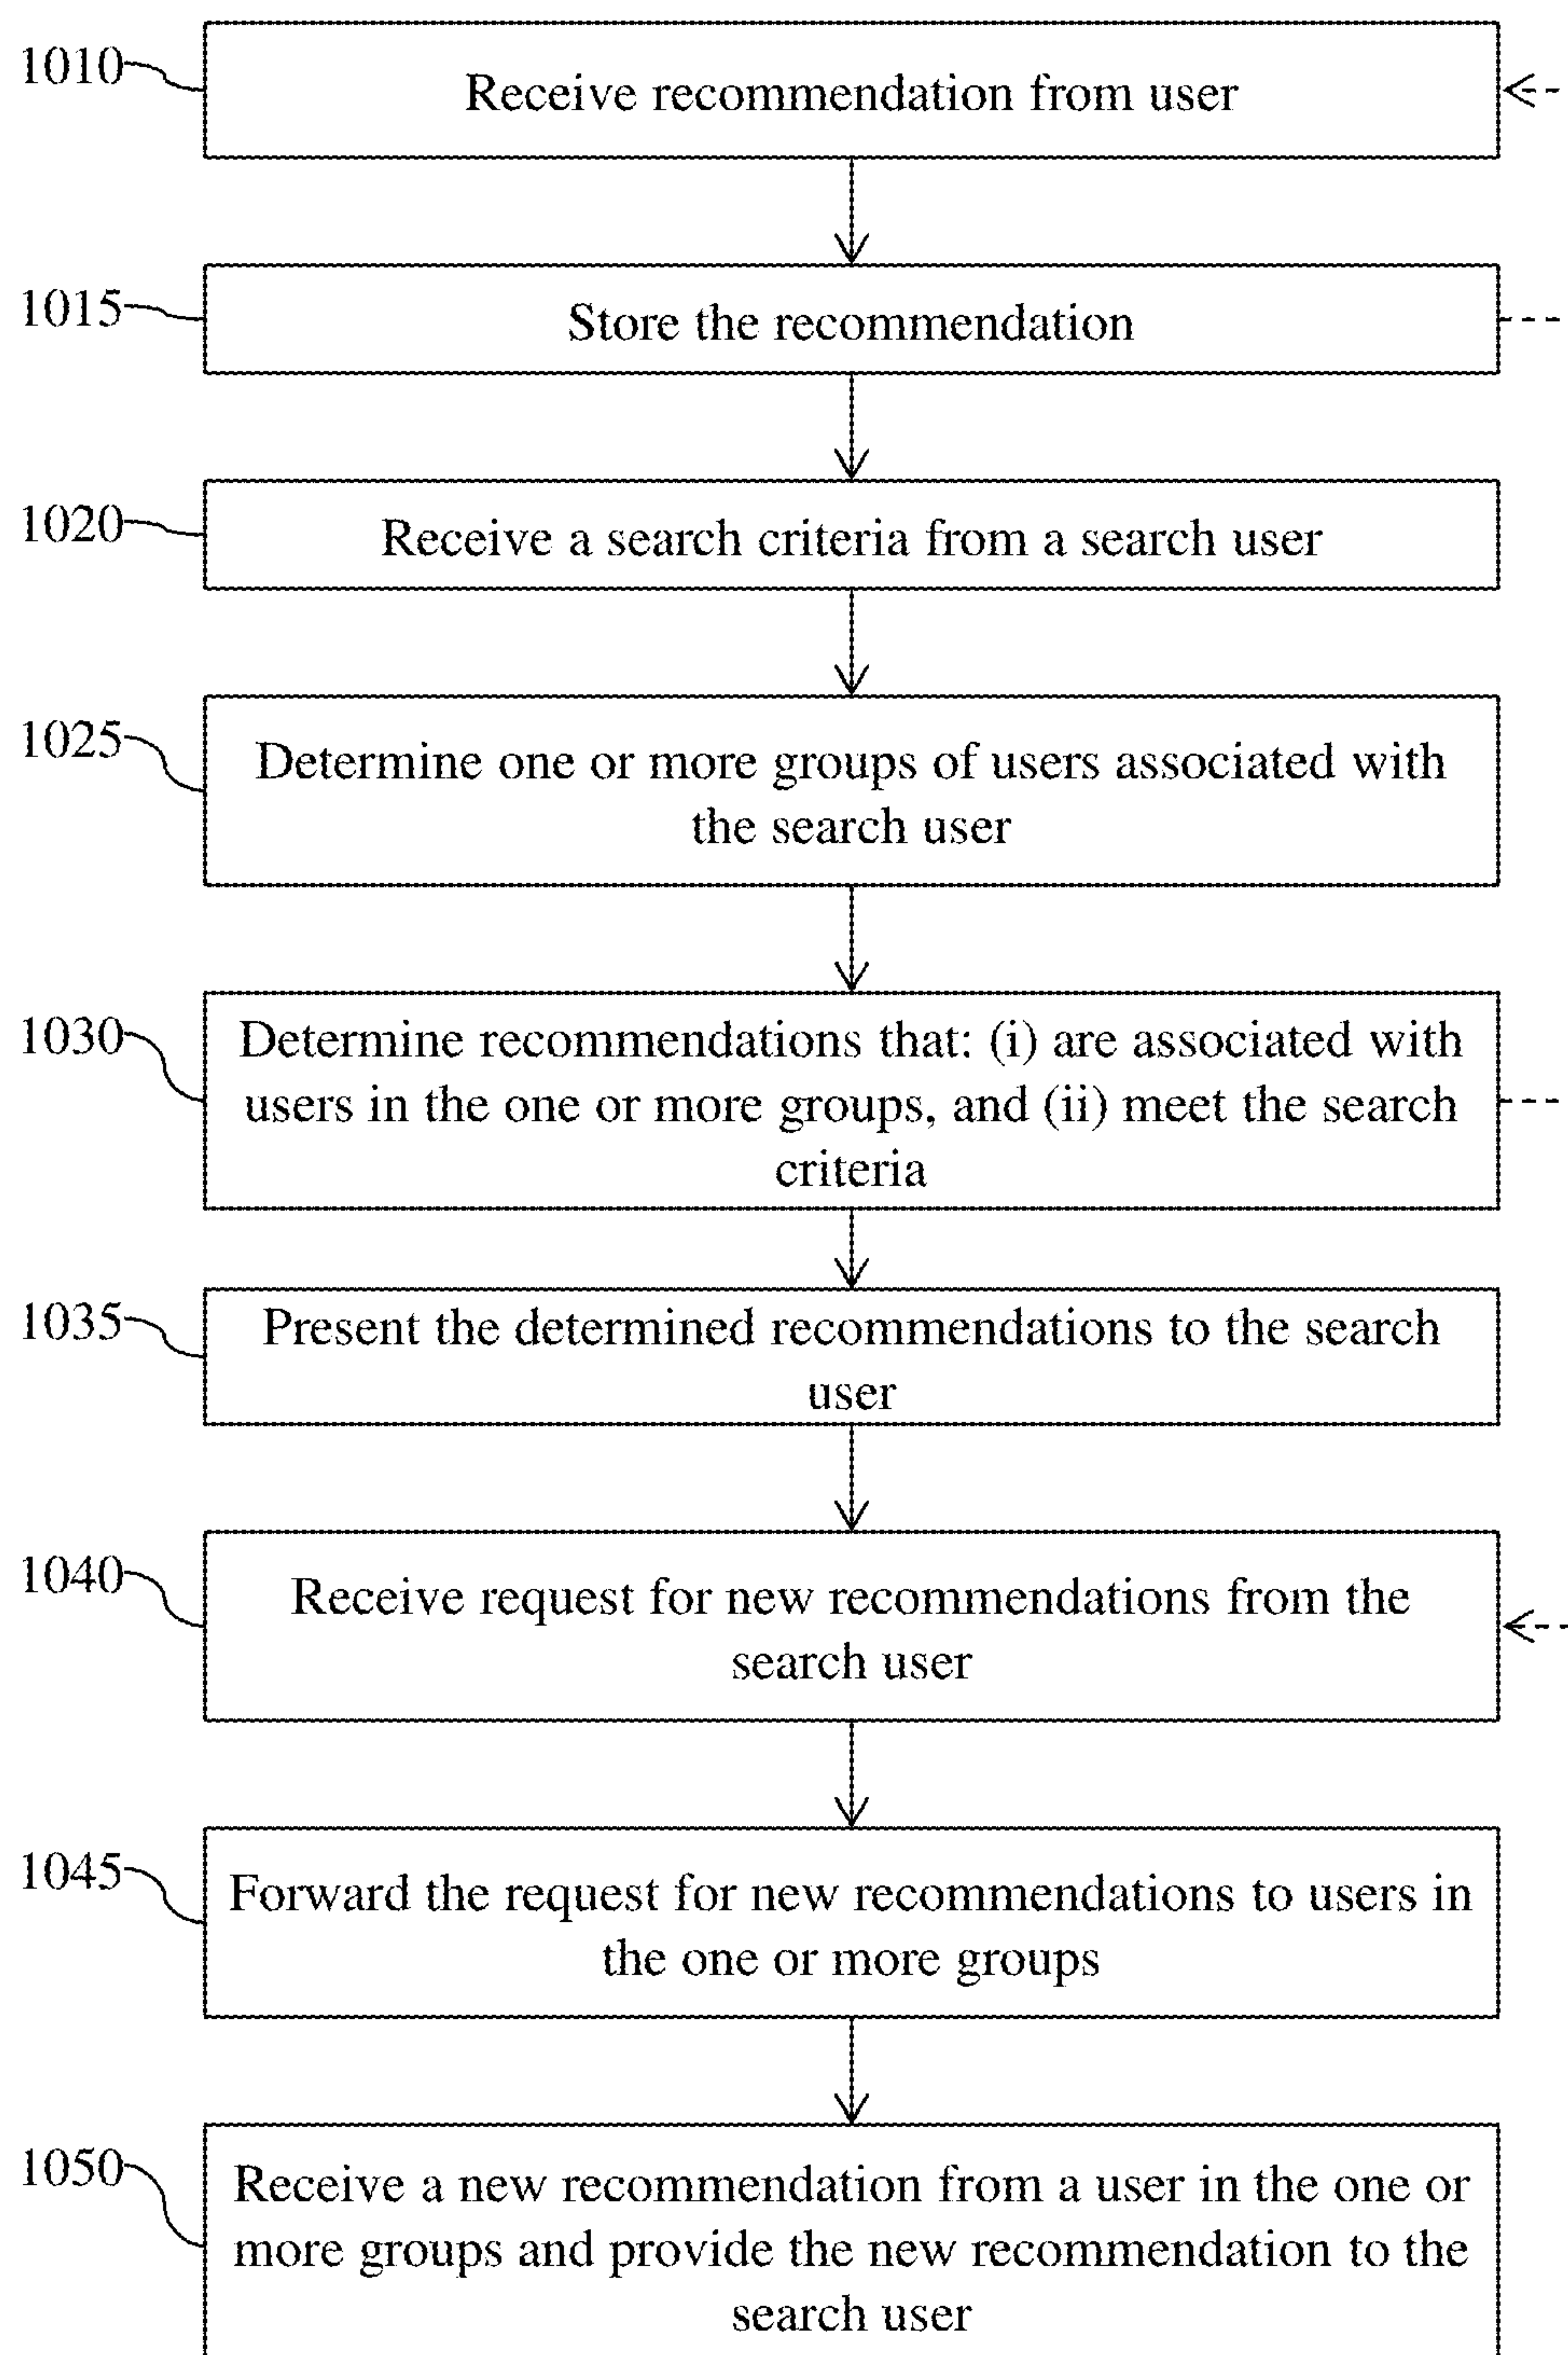 1010
Receive recommendation from user
1015
Store the recommendation
1020
Receive a search criteria from a search user
1025
Determine one or more groups of users associated with
the search user
1030
Determine recommendations that: (i) are associated with
users in the one or more groups, and (ii) meet the search
criteria
1035
Present the determined recommendations to the search
user
1040
Receive request for new recommendations from the
search user
1045
Forward the request for new recommendations to users in
the one or more groups
1050
Receive a new recommendation from a user in the one or
more groups and provide the new recommendation to the
search user